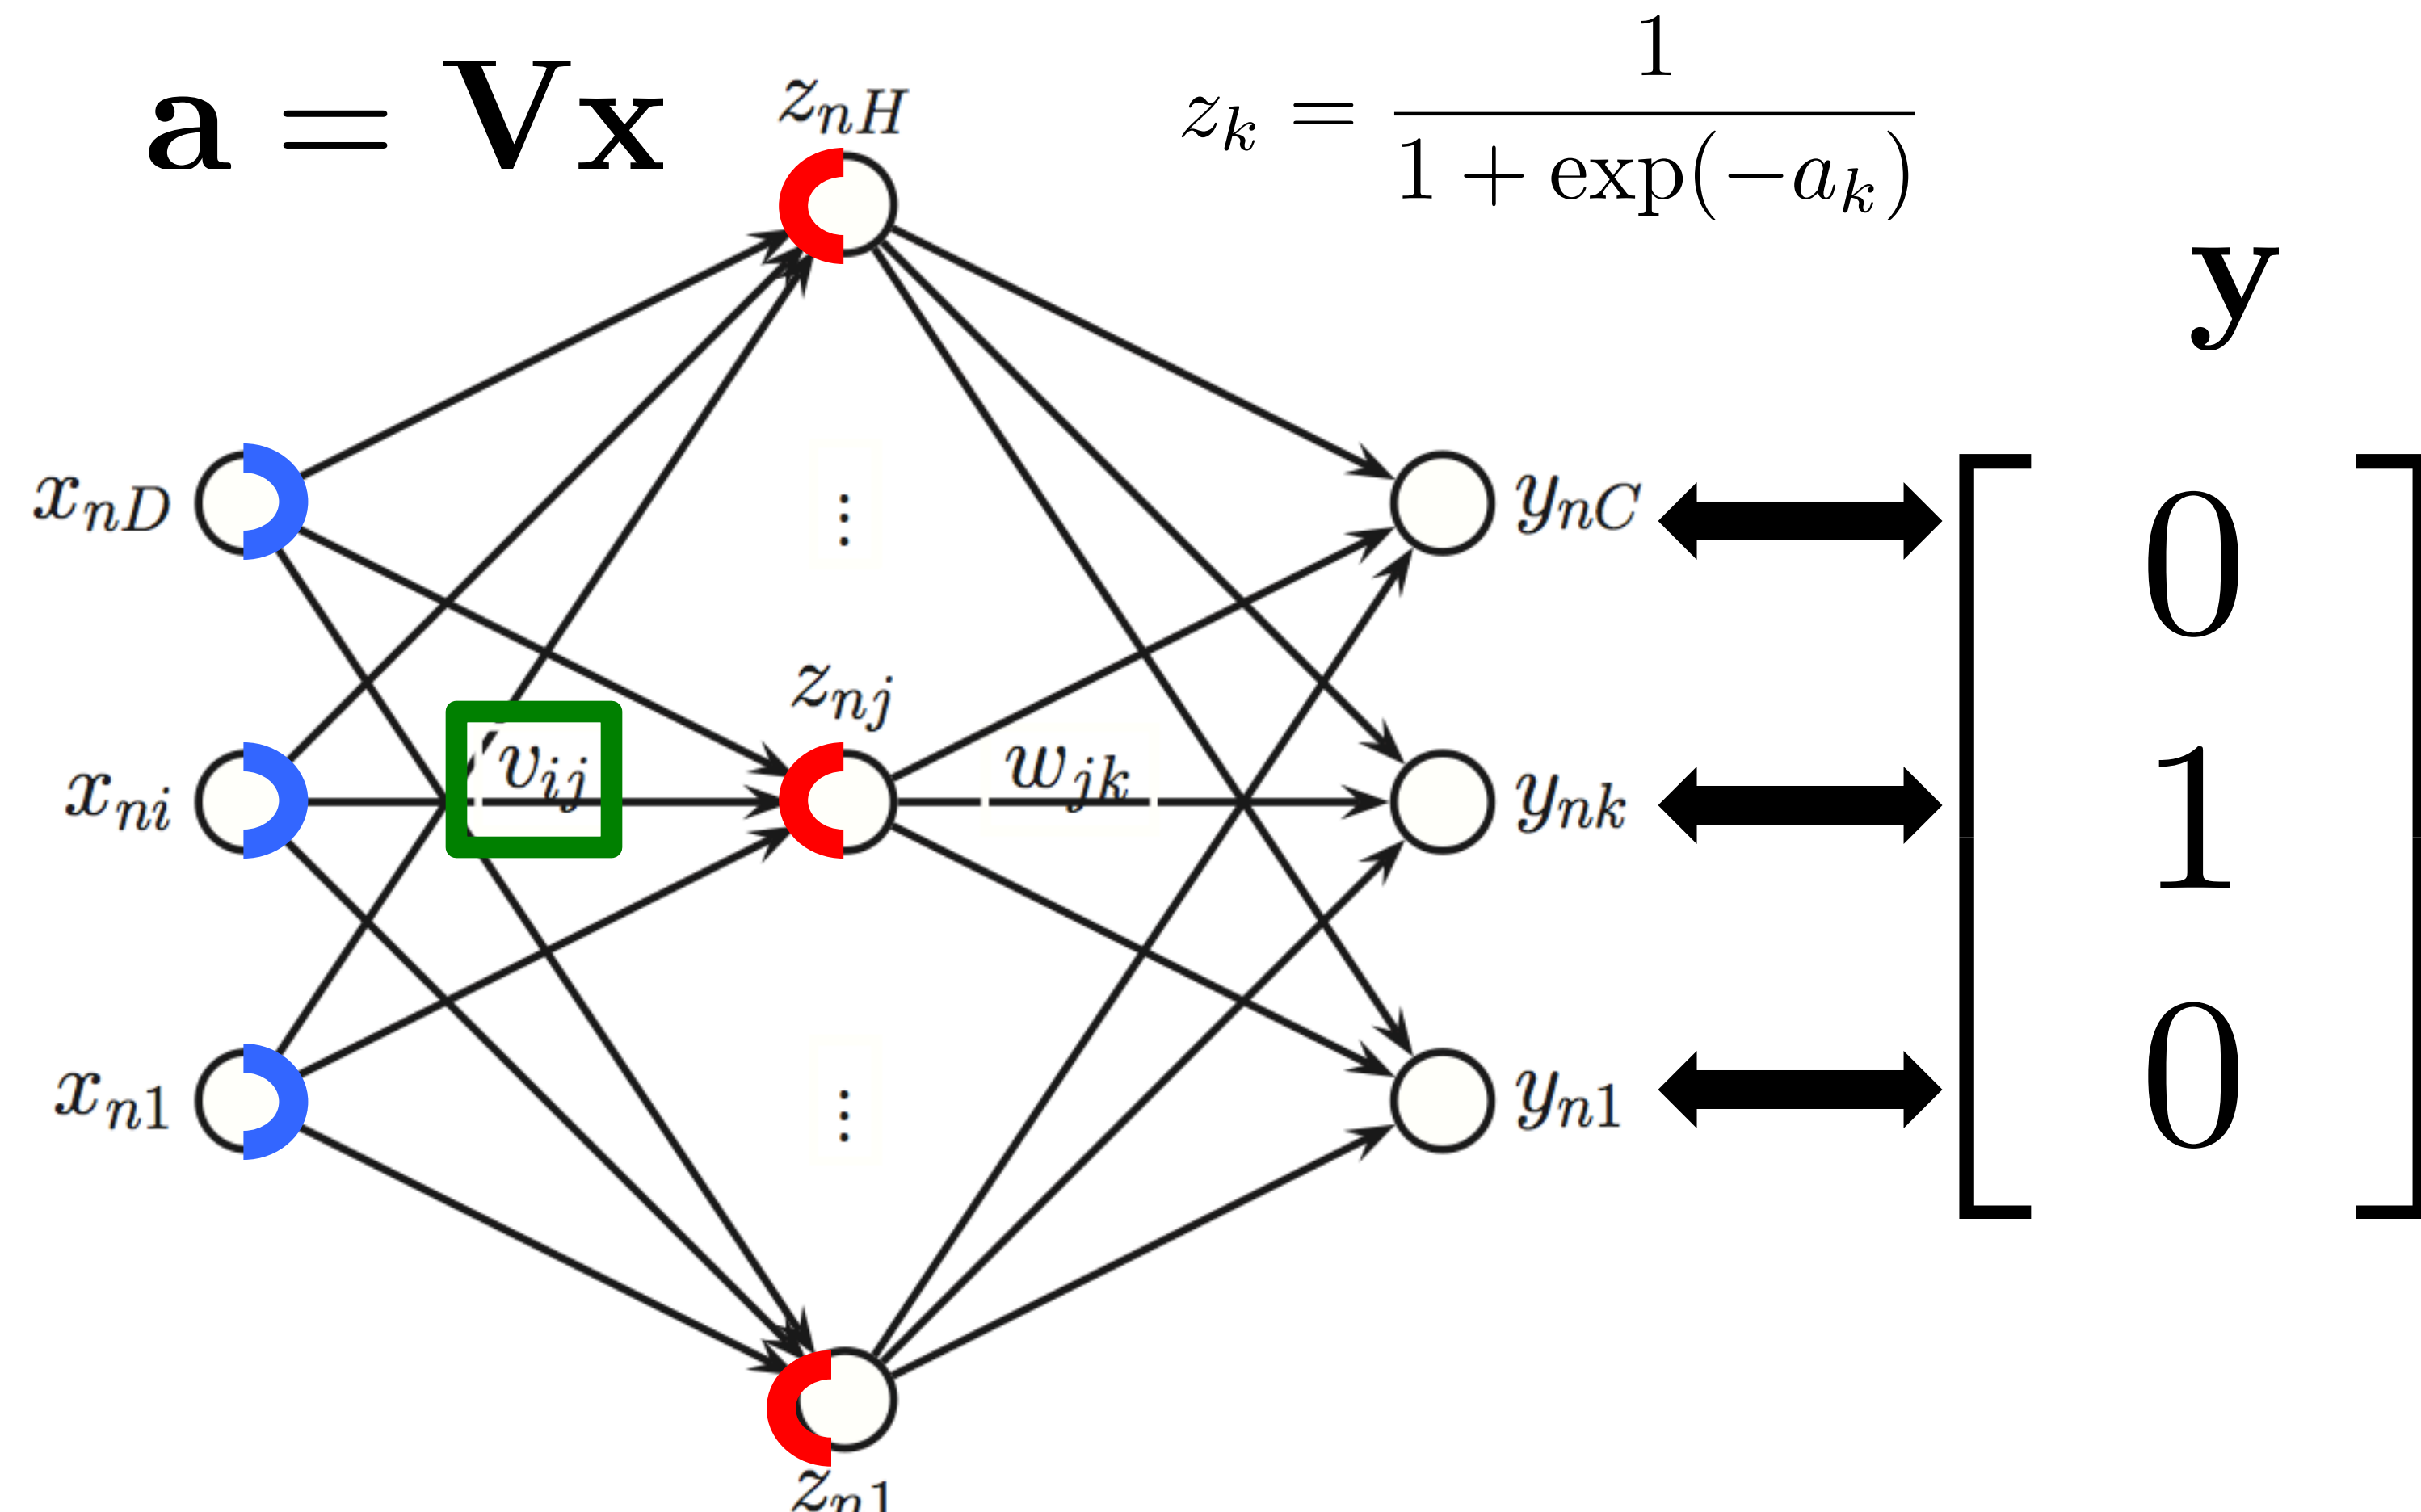 a = Vx
z_k = 1 / (1 + exp(−a_k))
z_{nH}
y
x_{nD}
⋮
y_{nC}
0
z_{nj}
x_{ni}
v_{ij}
w_{jk}
y_{nk}
1
x_{n1}
⋮
y_{n1}
0
z_{n1}